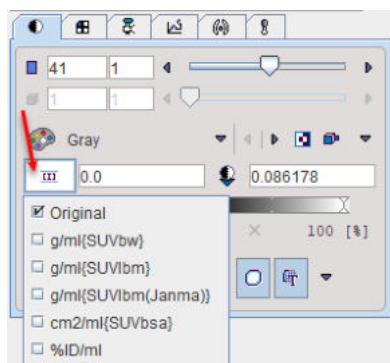 41 1
1 1
Gray
0.0 0.086178
Original
100 [%]
g/ml{SUVbw}
g/ml{SUVlbm}
g/ml{SUVlbm(Janma)}
cm2/ml{SUVbsa}
%ID/ml